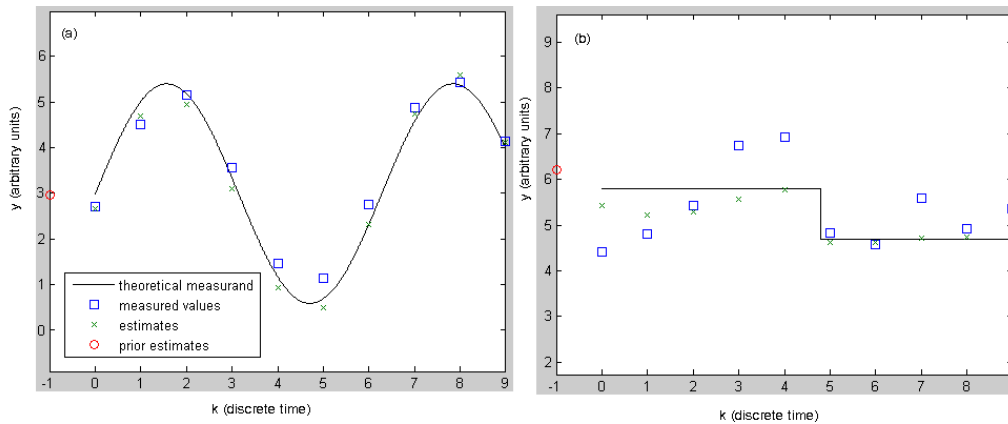 (a)
y (arbitrary units)
6
5
4
3
2
1
0
theoretical measurand
measured values
estimates
prior estimates
-1 0 1 2 3 4 5 6 7 8 9
k (discrete time)
(b)
y (arbitrary units)
9
8
7
6
5
4
3
2
-1 0 1 2 3 4 5 6 7 8
k (discrete time)